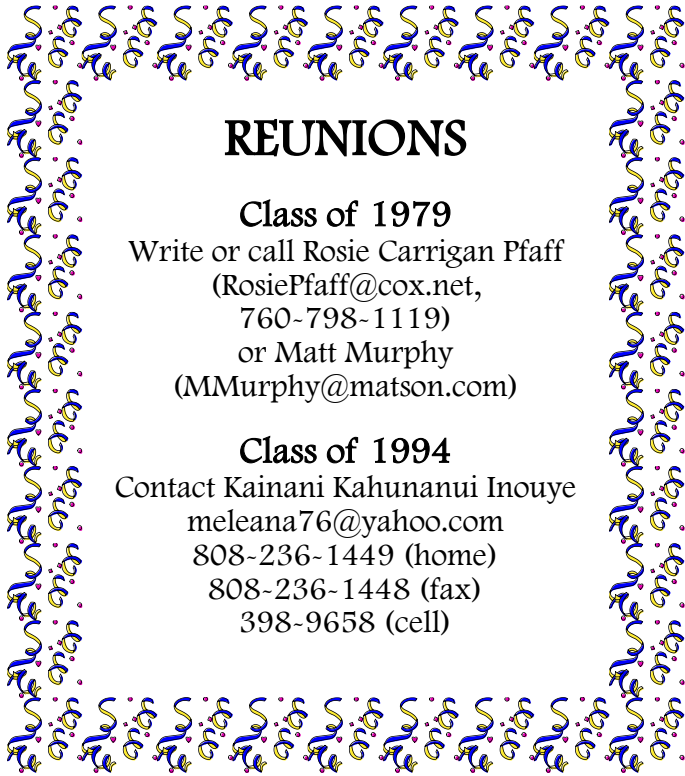 REUNIONS
Class of 1979
Write or call Rosie Carrigan Pfaff
(RosiePfaff@cox.net,
760-798-1119)
or Matt Murphy
(MMurphy@matson.com)
Class of 1994
Contact Kainani Kahunanui Inouye
meleana76@yahoo.com
808-236-1449 (home)
808-236-1448 (fax)
398-9658 (cell)